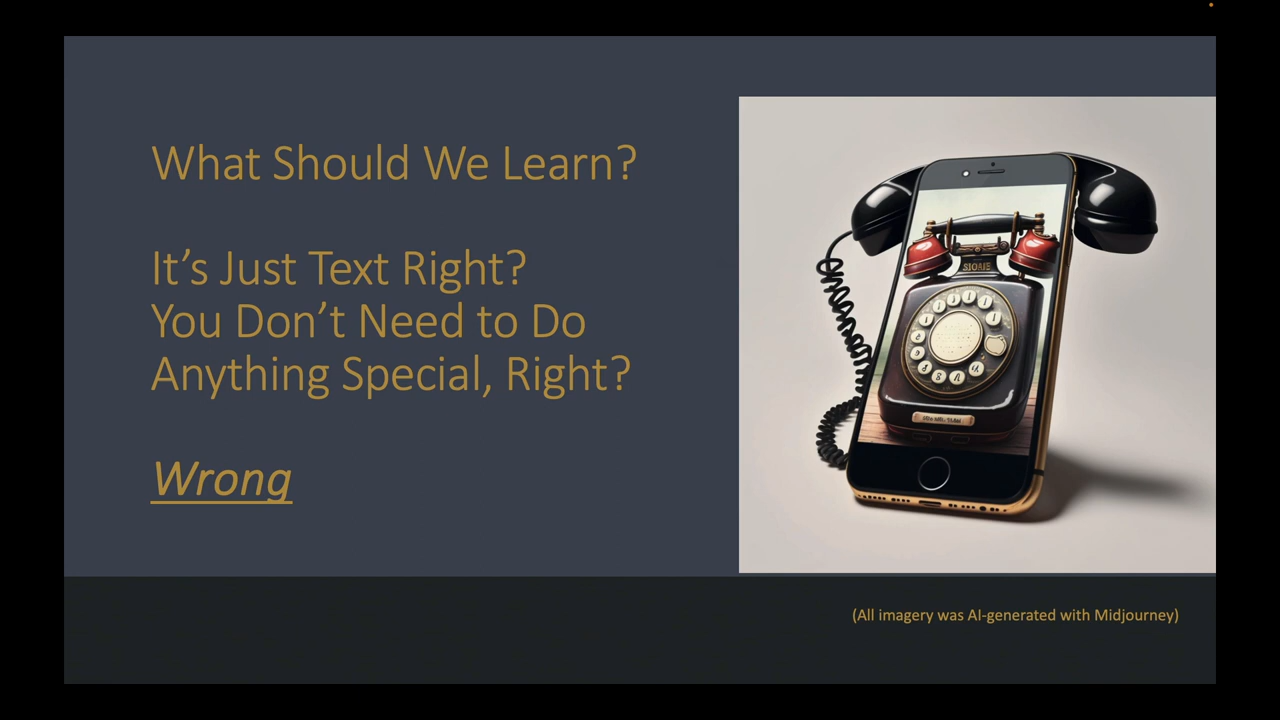 What Should We Learn?
It's Just Text Right?
You Don't Need to Do
Anything Special, Right?
Wrong
(All imagery was AI-generated with Midjourney)